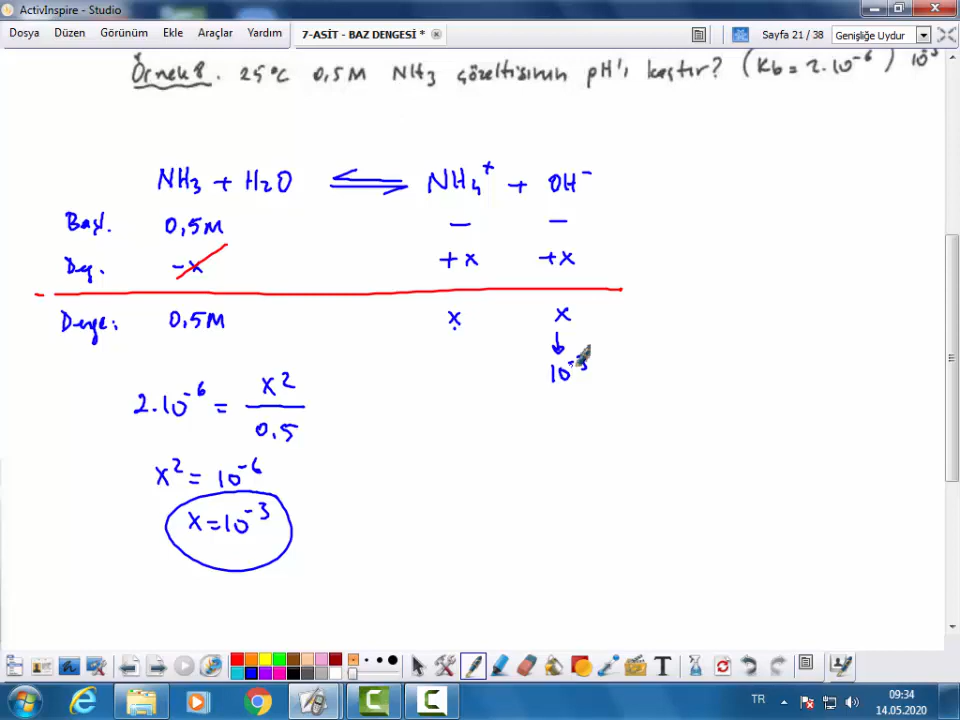 ActivInspire - Studio
Dosya Düzen Görünüm Ekle Araçlar Yardım 7-ASİT - BAZ DENGESİ * Sayfa 21 / 38 Genişliğe Uydur
Örnek 8. 25°C 0,5M NH3 çözeltisinin pH'ı kaçtır? (Kb = 2.10⁻⁶)
NH3 + H2O ⇌ NH4⁺ + OH⁻
Başl. 0,5M – –
Değ. -x +x +x
Denge: 0,5M x x
↓
10⁻³
2.10⁻⁶ = x² / 0,5
x² = 10⁻⁶
x = 10⁻³
TR 09:34
14.05.2020